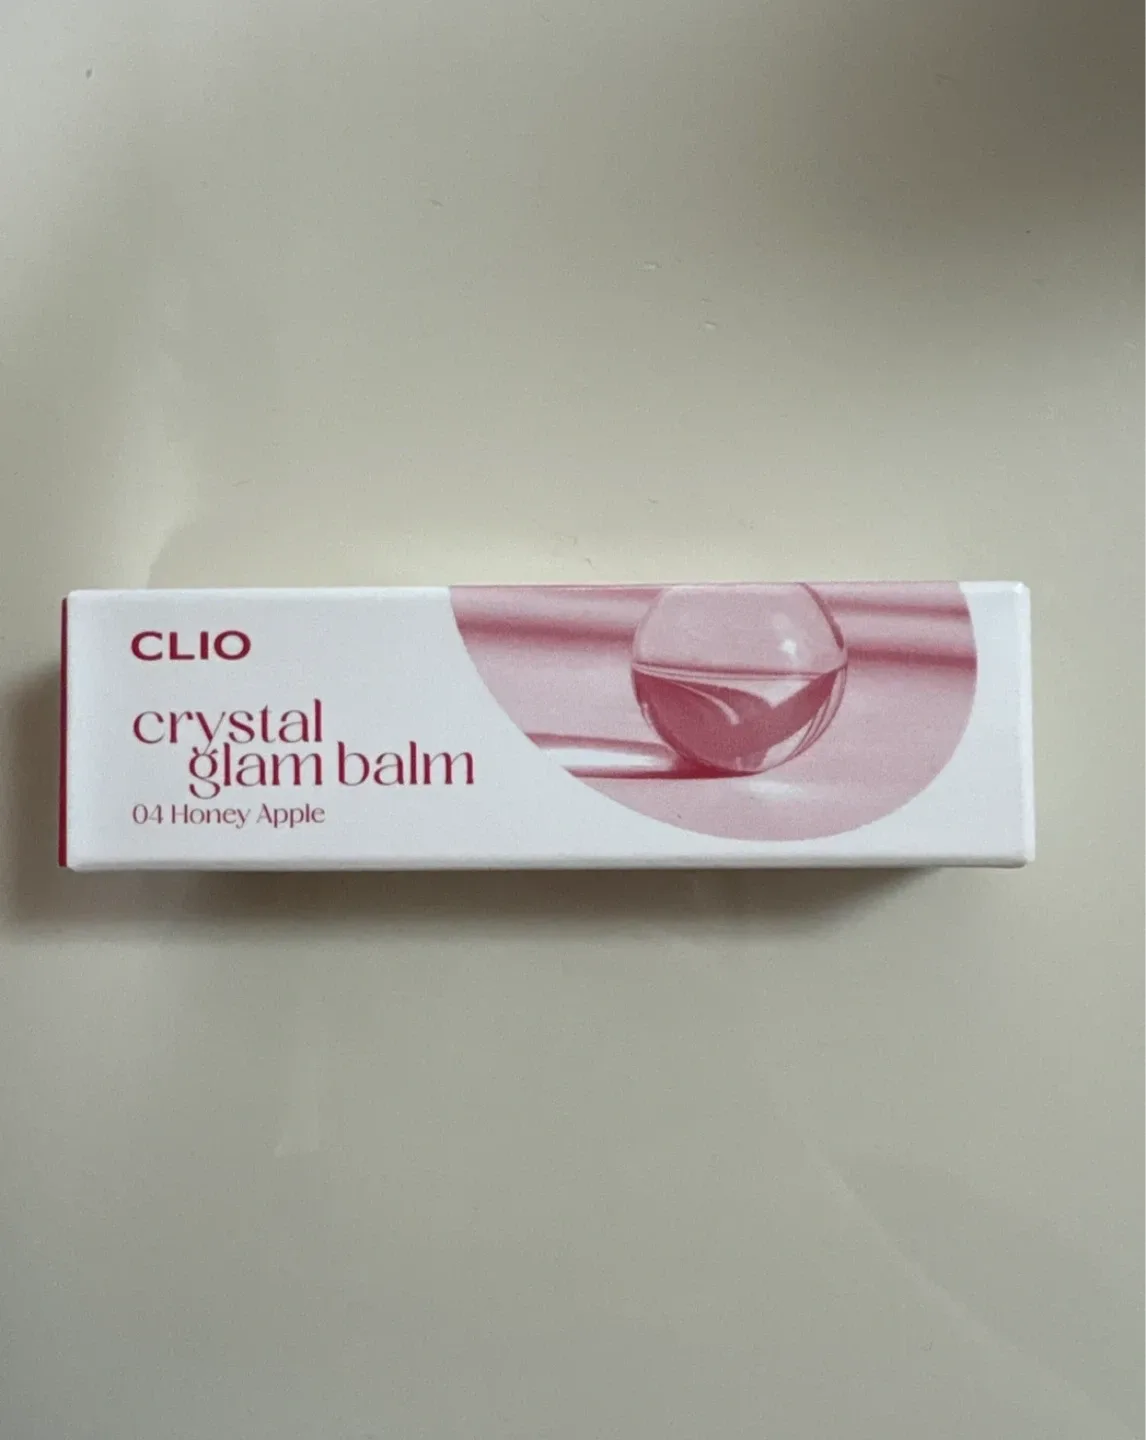 CLIO
crystal
glam balm
04 Honey Apple